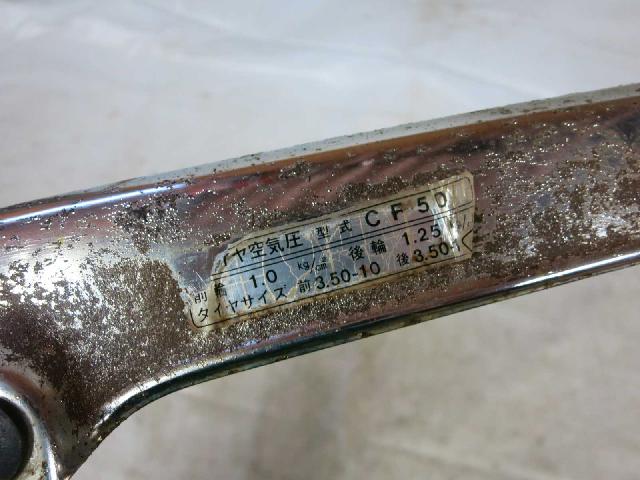 イヤ空気圧 型式 CF50
前輪 1.0 kg/cm 後輪 1.25
タイヤサイズ 前 3.50-10 後 3.50-